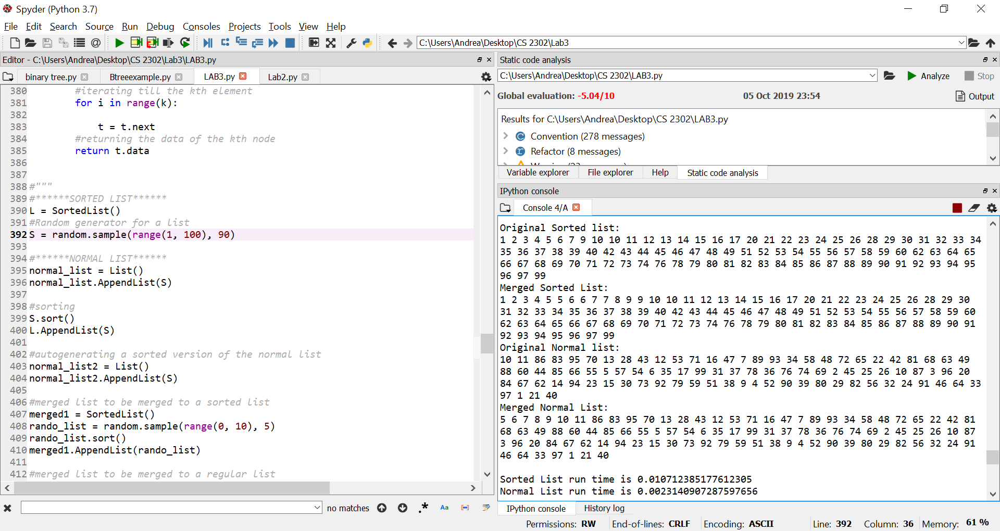 Spyder (Python 3.7)
File Edit Search Source Run Debug Consoles Projects Tools View Help
C:\Users\Andrea\Desktop\CS 2302\Lab3
Editor - C:\Users\Andrea\Desktop\CS 2302\Lab3\LAB3.py
binary tree.py Btreeexample.py LAB3.py Lab2.py
380 #iterating till the kth element
381 for i in range(k):
382
383 t = t.next
384 #returning the data of the kth node
385 return t.data
386
387
388 #"""
389 #******SORTED LIST******
390 L = SortedList()
391 #Random generator for a list
392 S = random.sample(range(1, 100), 90)
393
394 #******NORMAL LIST******
395 normal_list = List()
396 normal_list.AppendList(S)
397
398 #sorting
399 S.sort()
400 L.AppendList(S)
401
402 #autogenerating a sorted version of the normal list
403 normal_list2 = List()
404 normal_list2.AppendList(S)
405
406 #merged list to be merged to a sorted list
407 merged1 = SortedList()
408 rando_list = random.sample(range(0, 10), 5)
409 rando_list.sort()
410 merged1.AppendList(rando_list)
411
412 #merged list to be merged to a regular list
no matches
.* Aa
Static code analysis
C:\Users\Andrea\Desktop\CS 2302\LAB3.py
Analyze
Stop
Global evaluation: -5.04/10
05 Oct 2019 23:54
Output
Results for C:\Users\Andrea\Desktop\CS 2302\LAB3.py
Convention (278 messages)
Refactor (8 messages)
Variable explorer File explorer Help Static code analysis
IPython console
Console 4/A
Original Sorted list:
1 2 3 4 5 6 7 9 10 10 11 12 13 14 15 16 17 20 21 22 23 24 25 26 28 29 30 31 32 33 34
35 36 37 38 39 40 42 43 44 45 46 47 48 49 51 52 53 54 55 56 57 58 59 60 62 63 64 65
66 67 68 69 70 71 72 73 74 76 78 79 80 81 82 83 84 85 86 87 88 89 90 91 92 93 94 95
96 97 99
Merged Sorted List:
1 2 3 4 5 5 6 6 7 7 8 9 9 10 10 11 12 13 14 15 16 17 20 21 22 23 24 25 26 28 29 30
31 32 33 34 35 36 37 38 39 40 42 43 44 45 46 47 48 49 51 52 53 54 55 56 57 58 59 60
62 63 64 65 66 67 68 69 70 71 72 73 74 76 78 79 80 81 82 83 84 85 86 87 88 89 90 91
92 93 94 95 96 97 99
Original Normal list:
10 11 86 83 95 70 13 28 43 12 53 71 16 47 7 89 93 34 58 48 72 65 22 42 81 68 63 49
88 60 44 85 66 55 5 57 54 6 35 17 99 31 37 78 36 76 74 69 2 45 25 26 10 87 3 96 20
84 67 62 14 94 23 15 30 73 92 79 59 51 38 9 4 52 90 39 80 29 82 56 32 24 91 46 64 33
97 1 21 40
Merged Normal List:
5 6 7 8 9 10 11 86 83 95 70 13 28 43 12 53 71 16 47 7 89 93 34 58 48 72 65 22 42 81
68 63 49 88 60 44 85 66 55 5 57 54 6 35 17 99 31 37 78 36 76 74 69 2 45 25 26 10 87
3 96 20 84 67 62 14 94 23 15 30 73 92 79 59 51 38 9 4 52 90 39 80 29 82 56 32 24 91
46 64 33 97 1 21 40
Sorted List run time is 0.010712385177612305
Normal List run time is 0.0023140907287597656
IPython console History log
Permissions: RW End-of-lines: CRLF Encoding: ASCII Line: 392 Column: 36 Memory: 61 %